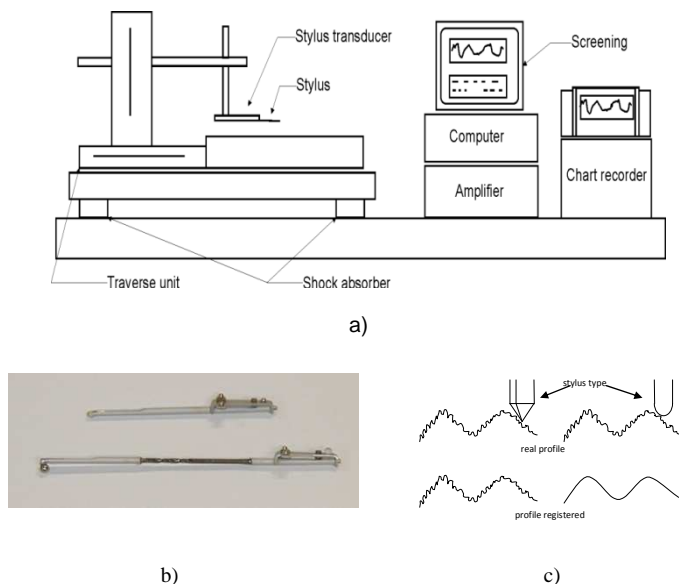 Stylus transducer
Screening
Stylus
Computer
Amplifier
Chart recorder
Traverse unit
Shock absorber
a)
stylus type
real profile
profile registered
b)
c)